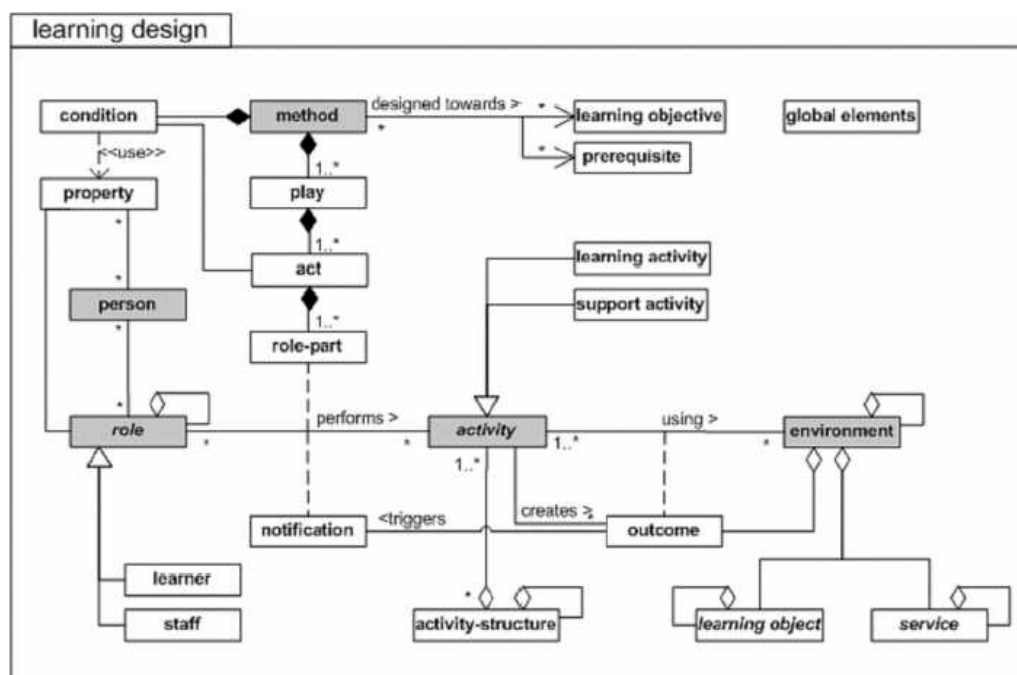 learning design
condition
method
designed towards >
*
*
learning objective
global elements
<<use>>
*
prerequisite
1..*
property
play
*
1..*
act
learning activity
*
person
1..*
support activity
*
role-part
*
performes >
using >
role
activity
environment
*
*
1..*
*
1..*
creates >
*
notification
<triggers
outcome
learner
*
staff
activity-structure
learning object
service